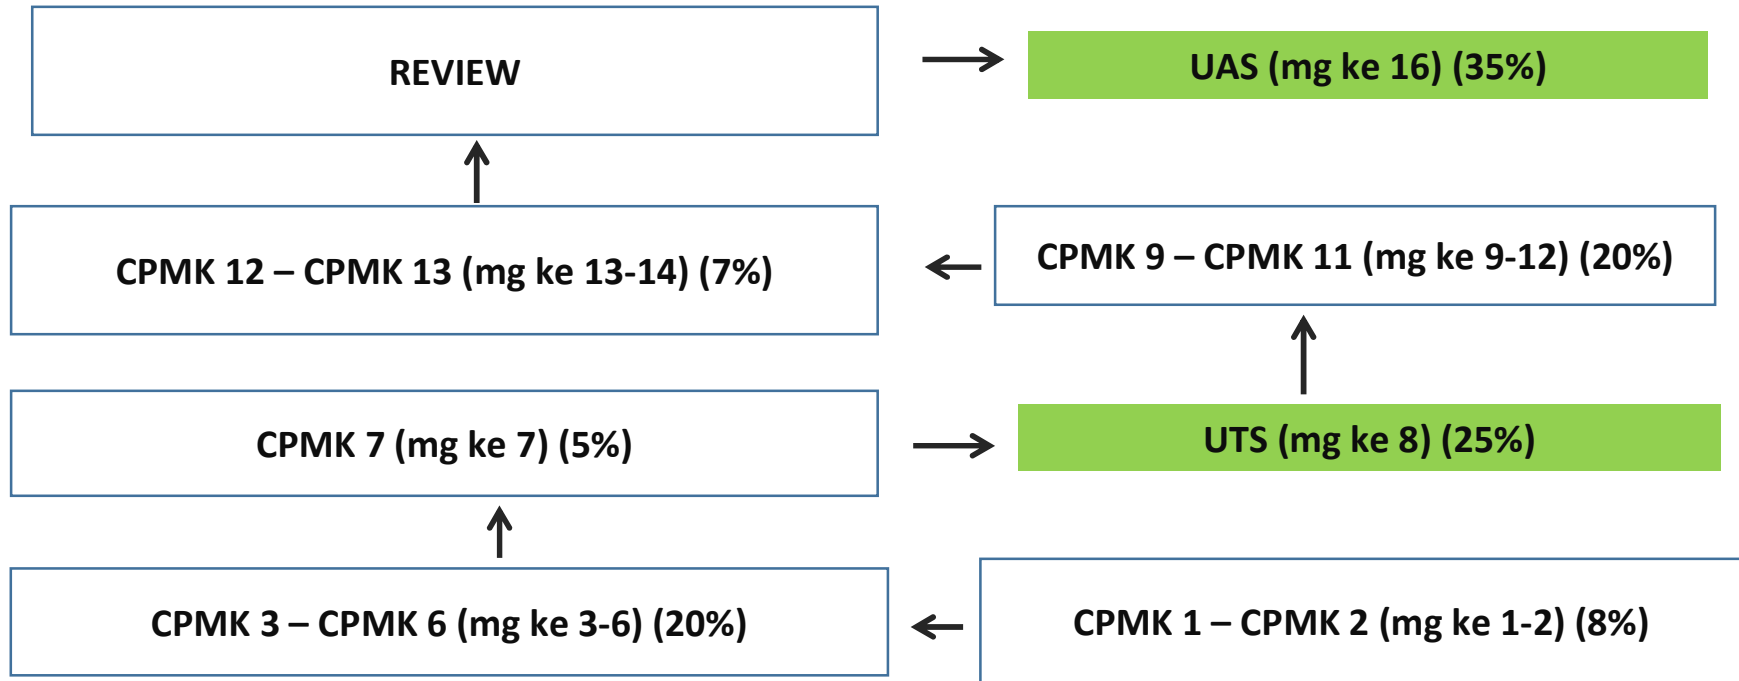 REVIEW
UAS (mg ke 16) (35%)
CPMK 12 – CPMK 13 (mg ke 13-14) (7%)
CPMK 9 – CPMK 11 (mg ke 9-12) (20%)
CPMK 7 (mg ke 7) (5%)
UTS (mg ke 8) (25%)
CPMK 3 – CPMK 6 (mg ke 3-6) (20%)
CPMK 1 – CPMK 2 (mg ke 1-2) (8%)